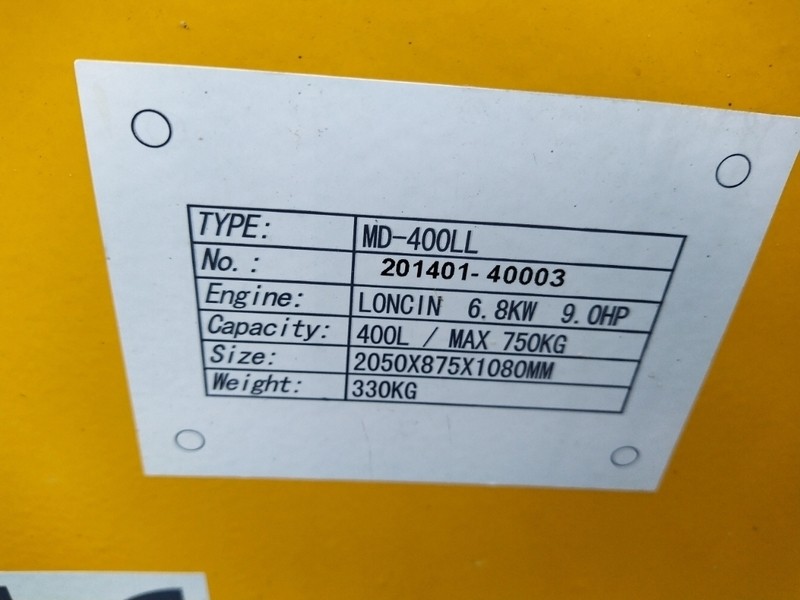 TYPE: MD-400LL
No.: 201401-40003
Engine: LONCIN 6.8KW 9.0HP
Capacity: 400L / MAX 750KG
Size: 2050X875X1080MM
Weight: 330KG